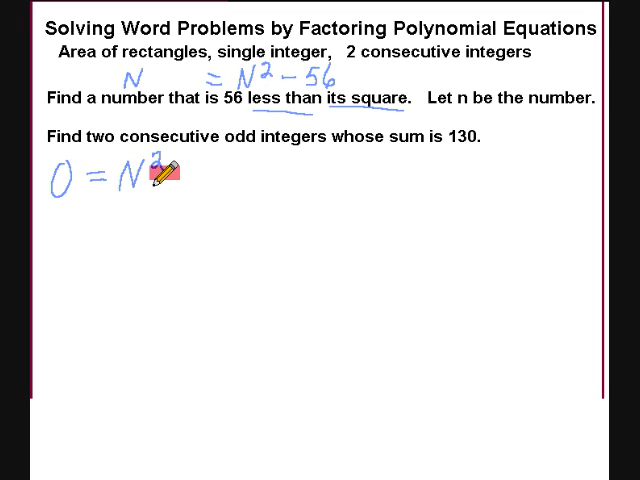 Solving Word Problems by Factoring Polynomial Equations
Area of rectangles, single integer, 2 consecutive integers
N = N² - 56
Find a number that is 56 less than its square. Let n be the number.
Find two consecutive odd integers whose sum is 130.
0 = N²